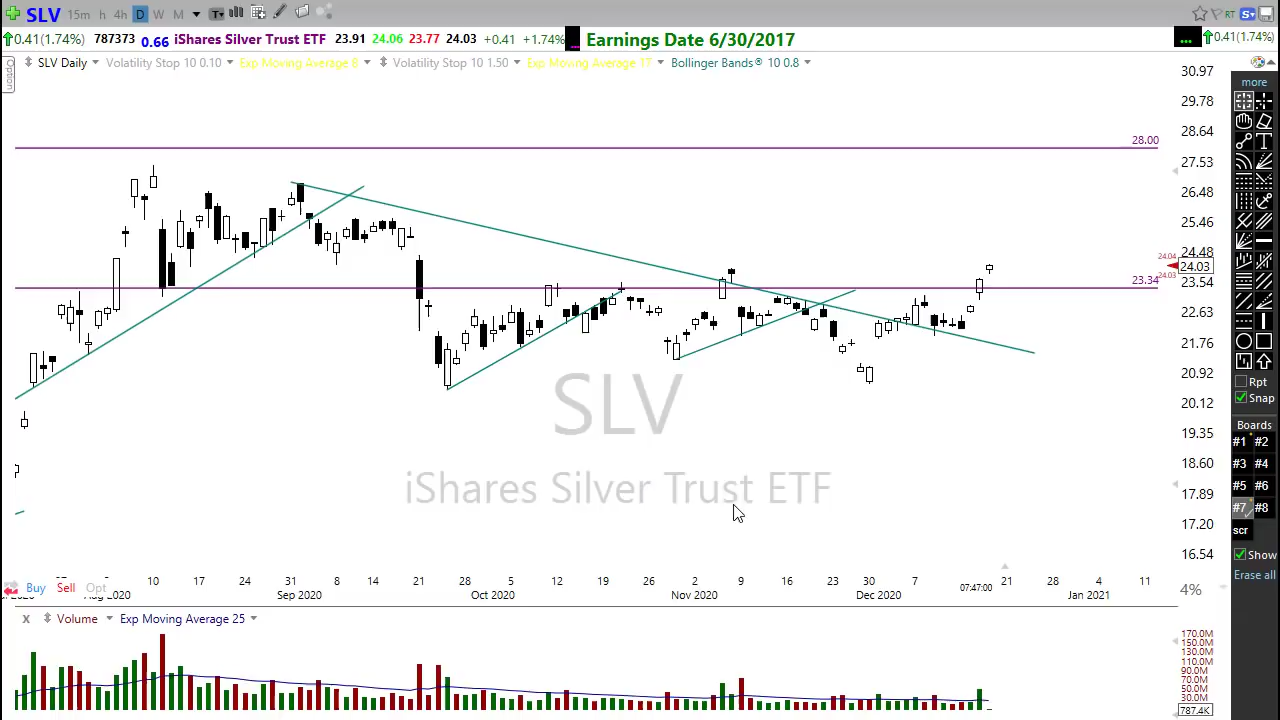 SLV 15m h 4h D W M T RT S
0.41(1.74%) 787373 0.66 iShares Silver Trust ETF 23.91 24.06 23.77 24.03 +0.41 +1.74% ... Earnings Date 6/30/2017 ... 0.41(1.74%)
Option
SLV Daily Volatility Stop 10 0.10 Exp Moving Average 8 Volatility Stop 10 1.50 Exp Moving Average 17 Bollinger Bands® 10 0.8
more
30.97
29.78
28.64
28.00
27.53
26.48
25.46
24.48
24.04
24.03
24.03
23.34
23.54
22.63
21.76
20.92
20.12
19.35
18.60
17.89
17.20
16.54
SLV
iShares Silver Trust ETF
Rpt
Snap
Boards
#1 #2
#3 #4
#5 #6
#7 #8
scr
Show
Erase all
Buy Sell Opt
10 17 24 31 8 14 21 28 5 12 19 26 2 9 16 23 30 7 21 28 4 11
Aug 2020 Sep 2020 Oct 2020 Nov 2020 Dec 2020 07:47:00 Jan 2021
4%
x Volume Exp Moving Average 25
170.0M
150.0M
130.0M
110.0M
90.0M
70.0M
50.0M
30.0M
787.4K